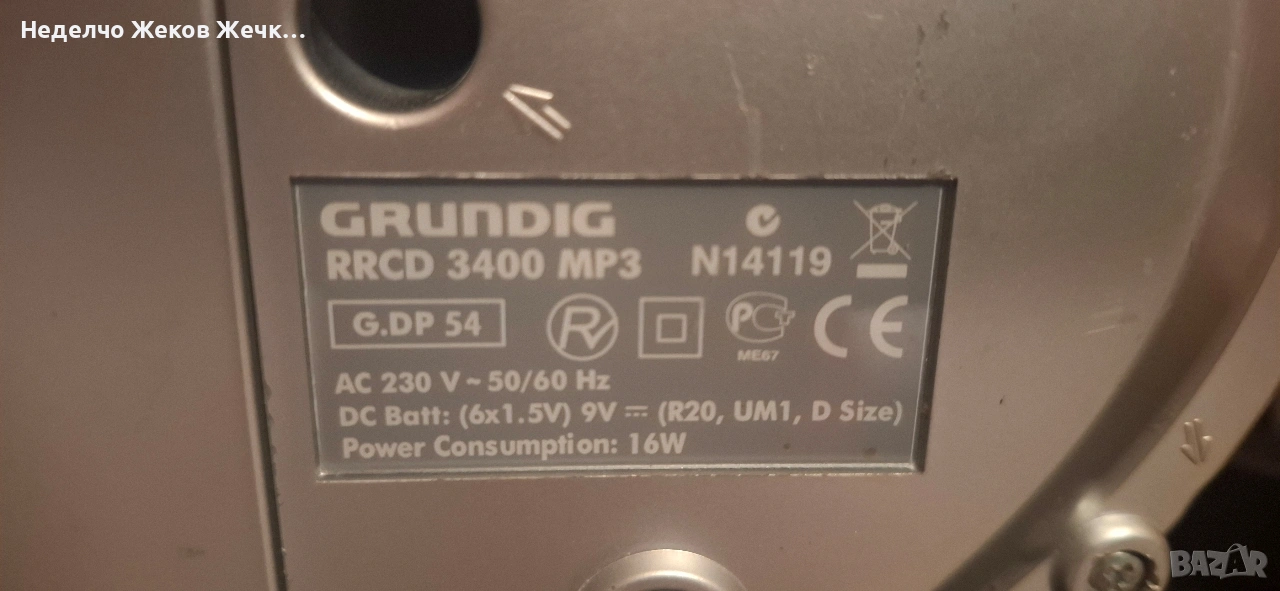 Неделчо Жеков Жечк...
GRUNDIG
RRCD 3400 MP3 N14119
G.DP 54
ME67
AC 230 V ~ 50/60 Hz
DC Batt: (6x1.5V) 9V ⎓ (R20, UM1, D Size)
Power Consumption: 16W
BAZAR